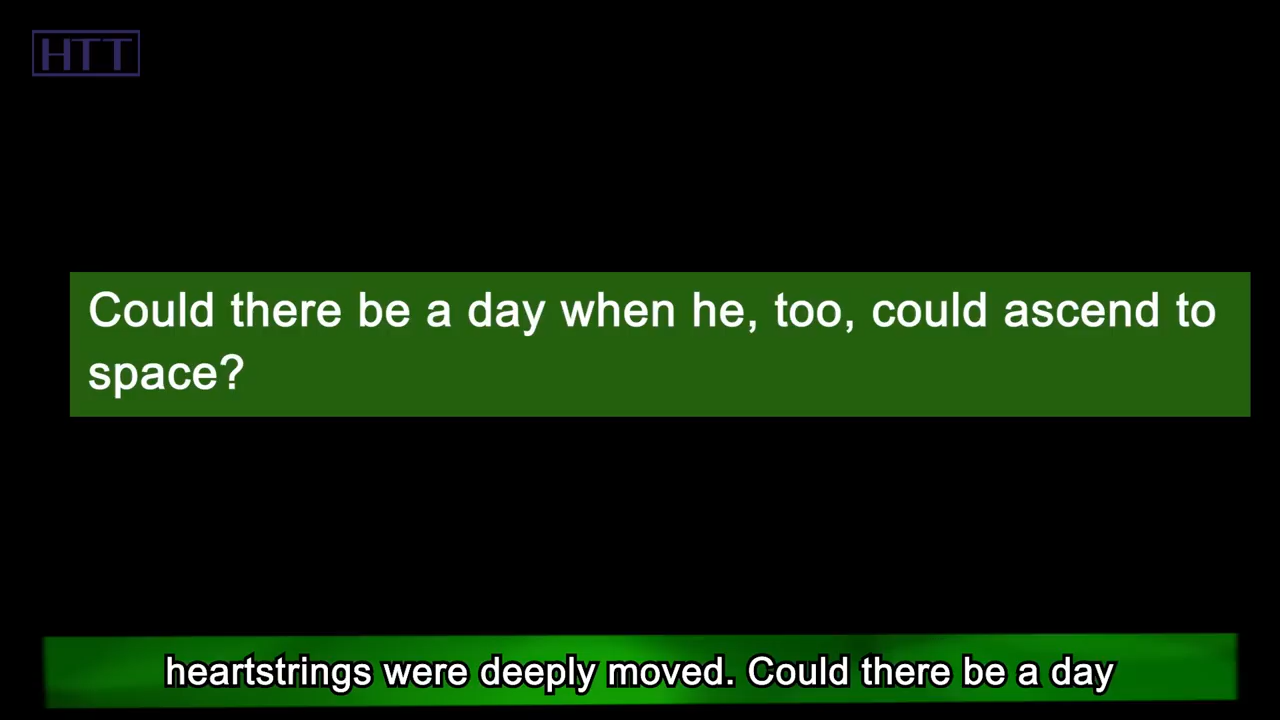 HTT
Could there be a day when he, too, could ascend to
space?
heartstrings were deeply moved. Could there be a day